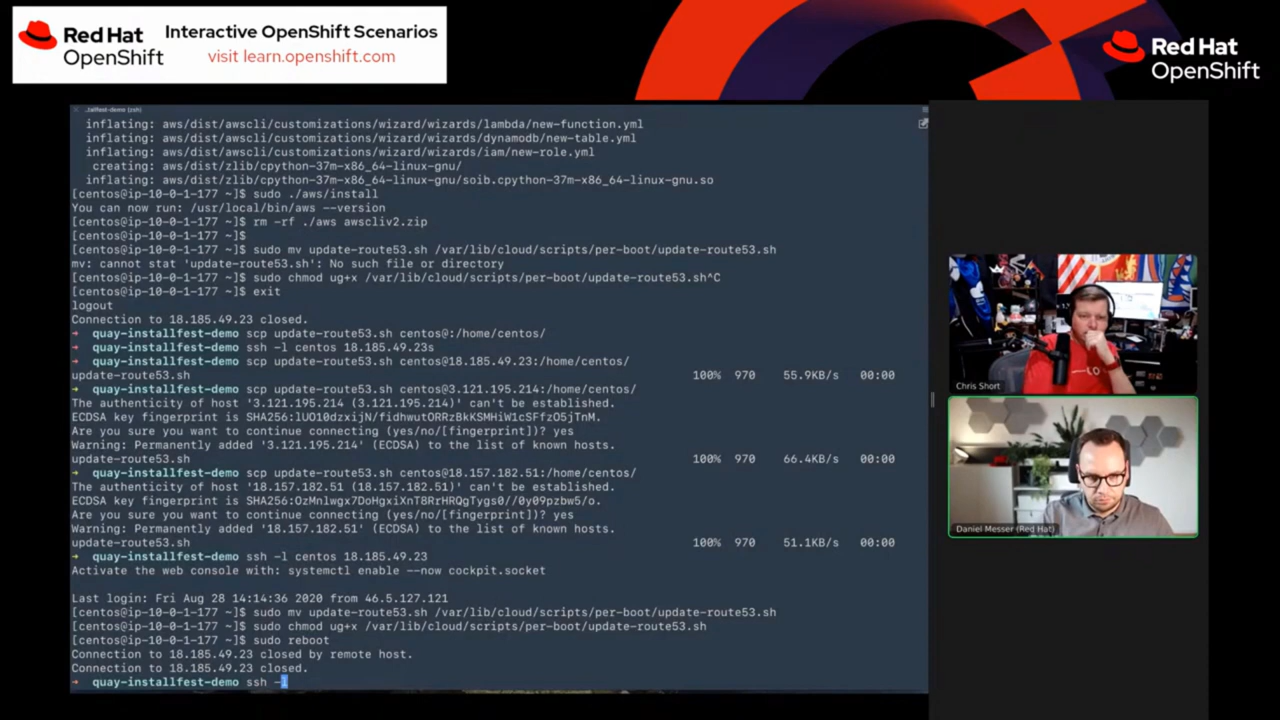 Red Hat
OpenShift
Interactive OpenShift Scenarios
visit learn.openshift.com
Red Hat
OpenShift
..tallfest-demo (zsh)
inflating: aws/dist/awscli/customizations/wizard/wizards/lambda/new-function.yml
inflating: aws/dist/awscli/customizations/wizard/wizards/dynamodb/new-table.yml
inflating: aws/dist/awscli/customizations/wizard/wizards/iam/new-role.yml
creating: aws/dist/zlib/cpython-37m-x86_64-linux-gnu/
inflating: aws/dist/zlib/cpython-37m-x86_64-linux-gnu/soib.cpython-37m-x86_64-linux-gnu.so
[centos@ip-10-0-1-177 ~]$ sudo ./aws/install
You can now run: /usr/local/bin/aws --version
[centos@ip-10-0-1-177 ~]$ rm -rf ./aws awscliv2.zip
[centos@ip-10-0-1-177 ~]$
[centos@ip-10-0-1-177 ~]$ sudo mv update-route53.sh /var/lib/cloud/scripts/per-boot/update-route53.sh
mv: cannot stat 'update-route53.sh': No such file or directory
[centos@ip-10-0-1-177 ~]$ sudo chmod ug+x /var/lib/cloud/scripts/per-boot/update-route53.sh^C
[centos@ip-10-0-1-177 ~]$ exit
logout
Connection to 18.185.49.23 closed.
➜ quay-installfest-demo scp update-route53.sh centos@:/home/centos/
➜ quay-installfest-demo ssh -l centos 18.185.49.23s
➜ quay-installfest-demo scp update-route53.sh centos@18.185.49.23:/home/centos/
update-route53.sh 100% 970 55.9KB/s 00:00
➜ quay-installfest-demo scp update-route53.sh centos@3.121.195.214:/home/centos/
The authenticity of host '3.121.195.214 (3.121.195.214)' can't be established.
ECDSA key fingerprint is SHA256:lUO10dzxijN/fidhwutORRzBkKSMHiW1cSFfzO5jTnM.
Are you sure you want to continue connecting (yes/no/[fingerprint])? yes
Warning: Permanently added '3.121.195.214' (ECDSA) to the list of known hosts.
update-route53.sh 100% 970 66.4KB/s 00:00
➜ quay-installfest-demo scp update-route53.sh centos@18.157.182.51:/home/centos/
The authenticity of host '18.157.182.51 (18.157.182.51)' can't be established.
ECDSA key fingerprint is SHA256:OzMnlwgx7DoHgxiXnT8RrHRQgTygs0//0y09pzbw5/o.
Are you sure you want to continue connecting (yes/no/[fingerprint])? yes
Warning: Permanently added '18.157.182.51' (ECDSA) to the list of known hosts.
update-route53.sh 100% 970 51.1KB/s 00:00
➜ quay-installfest-demo ssh -l centos 18.185.49.23
Activate the web console with: systemctl enable --now cockpit.socket
Last login: Fri Aug 28 14:14:36 2020 from 46.5.127.121
[centos@ip-10-0-1-177 ~]$ sudo mv update-route53.sh /var/lib/cloud/scripts/per-boot/update-route53.sh
[centos@ip-10-0-1-177 ~]$ sudo chmod ug+x /var/lib/cloud/scripts/per-boot/update-route53.sh
[centos@ip-10-0-1-177 ~]$ sudo reboot
Connection to 18.185.49.23 closed by remote host.
Connection to 18.185.49.23 closed.
➜ quay-installfest-demo ssh -l
Chris Short
Daniel Messer (Red Hat)